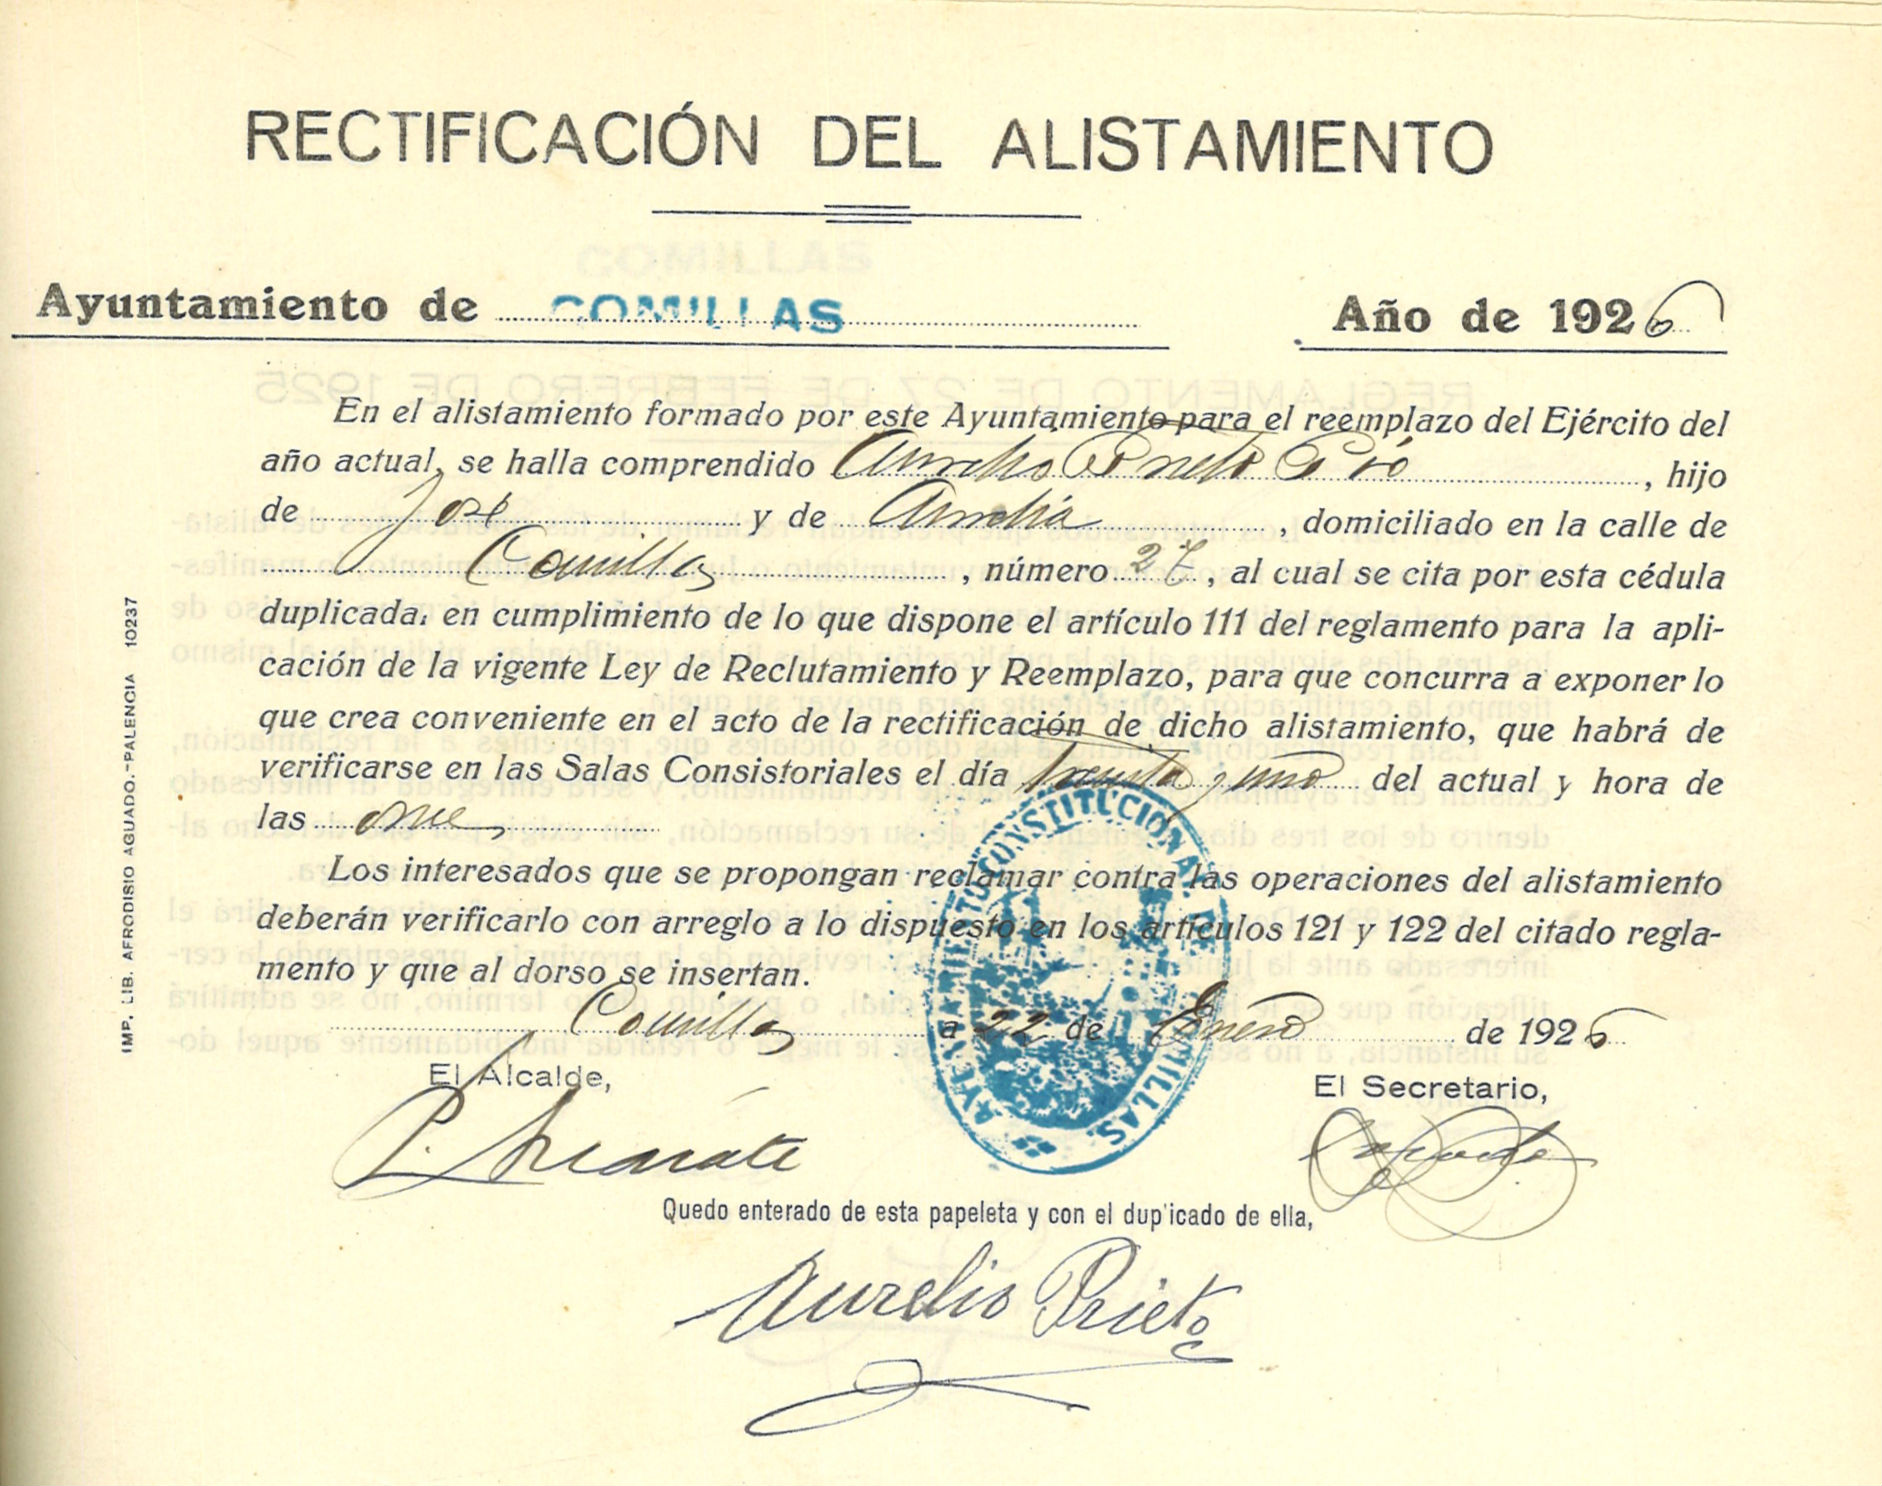 RECTIFICACIÓN DEL ALISTAMIENTO
Ayuntamiento de COMILLAS Año de 1926
En el alistamiento formado por este Ayuntamiento para el reemplazo del Ejército del
año actual, se halla comprendido Aurelio Prieto Pió, hijo
de José y de Aurelia, domiciliado en la calle de
Comillas, número 27, al cual se cita por esta cédula
duplicada: en cumplimiento de lo que dispone el artículo 111 del reglamento para la apli-
cación de la vigente Ley de Reclutamiento y Reemplazo, para que concurra a exponer lo
que crea conveniente en el acto de la rectificación de dicho alistamiento, que habrá de
verificarse en las Salas Consistoriales el día treinta y uno del actual y hora de
las once,
Los interesados que se propongan reclamar contra las operaciones del alistamiento
deberán verificarlo con arreglo a lo dispuesto en los artículos 121 y 122 del citado regla-
mento y que al dorso se insertan.
Comillas a 22 de Enero de 1926
El Alcalde,
El Secretario,
AYUNTAMIENTO CONSTITUCIONAL DE COMILLAS.
Quedo enterado de esta papeleta y con el duplicado de ella,
Aurelio Prieto
IMP. LIB. AFRODISIO AGUADO.-PALENCIA 10237